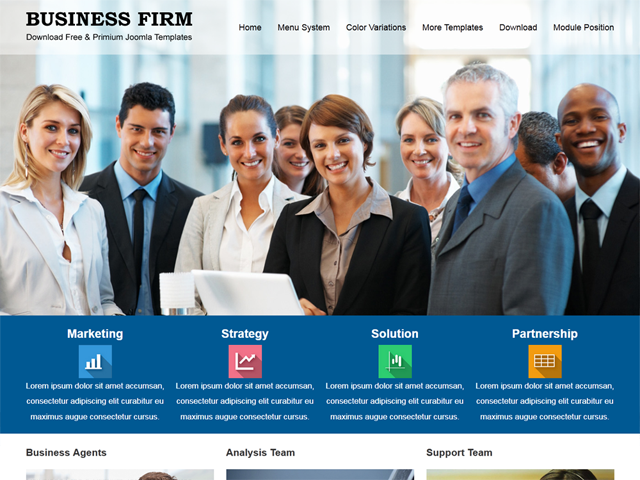 BUSINESS FIRM
Download Free & Primium Joomla Templates
Home Menu System Color Variations More Templates Download Module Position
Marketing Strategy Solution Partnership
Lorem ipsum dolor sit amet accumsan, Lorem ipsum dolor sit amet accumsan, Lorem ipsum dolor sit amet accumsan, Lorem ipsum dolor sit amet accumsan,
consectetur adipiscing elit curabitur eu consectetur adipiscing elit curabitur eu consectetur adipiscing elit curabitur eu consectetur adipiscing elit curabitur eu
maximus augue consectetur cursus. maximus augue consectetur cursus. maximus augue consectetur cursus. maximus augue consectetur cursus.
Business Agents Analysis Team Support Team